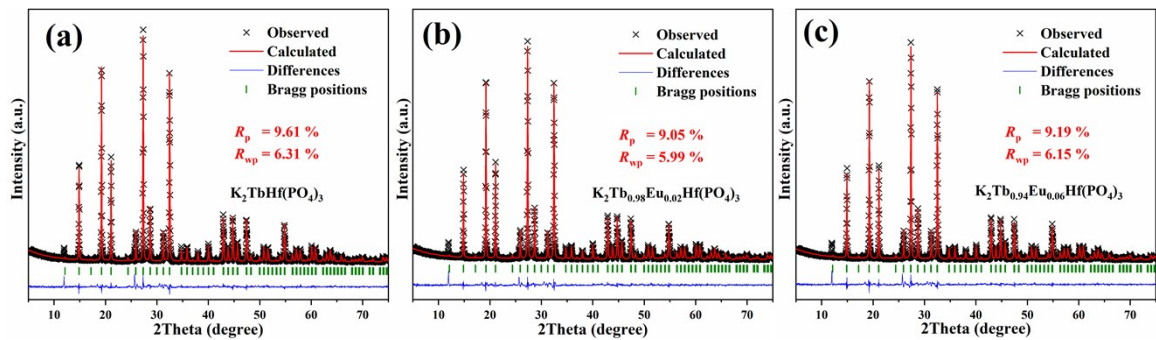 (a)
× Observed
Calculated
Differences
Bragg positions
Rp = 9.61 %
Rwp = 6.31 %
K2TbHf(PO4)3
Intensity (a.u.)
10 20 30 40 50 60 70
2Theta (degree)
(b)
× Observed
Calculated
Differences
Bragg positions
Rp = 9.05 %
Rwp = 5.99 %
K2Tb0.98Eu0.02Hf(PO4)3
Intensity (a.u.)
10 20 30 40 50 60 70
2Theta (degree)
(c)
× Observed
Calculated
Differences
Bragg positions
Rp = 9.19 %
Rwp = 6.15 %
K2Tb0.94Eu0.06Hf(PO4)3
Intensity (a.u.)
10 20 30 40 50 60 70
2Theta (degree)